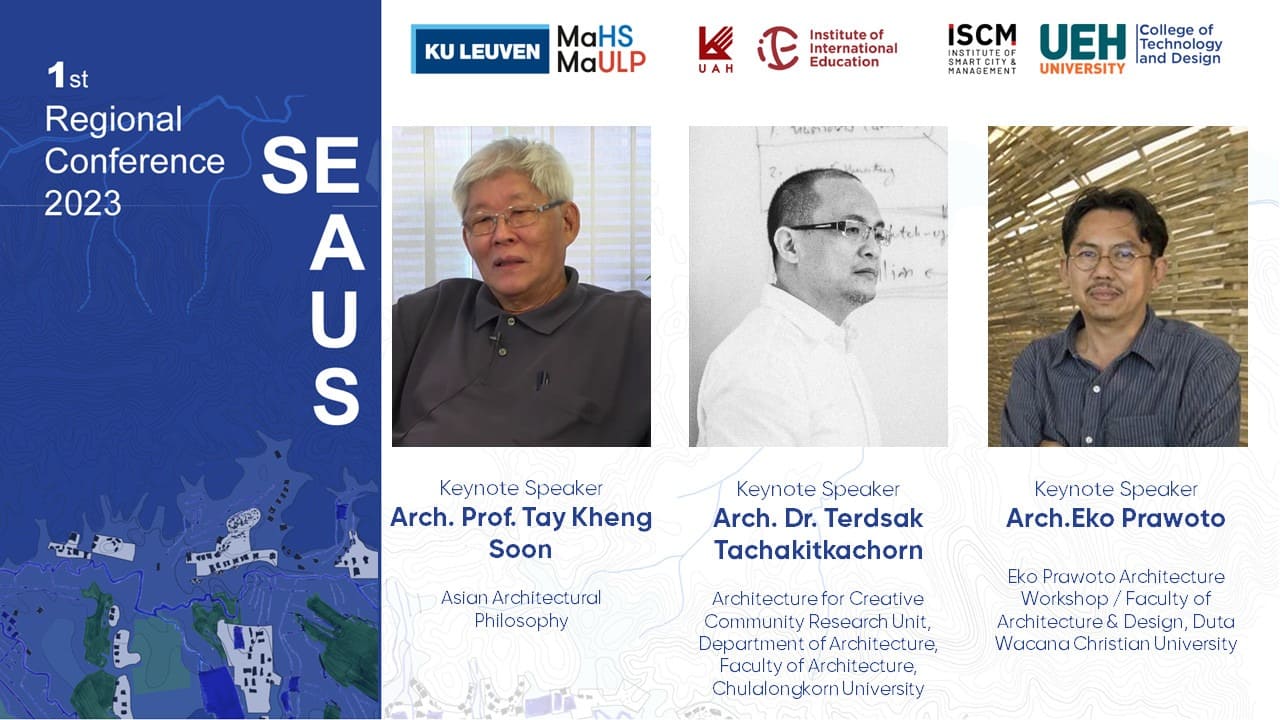 1st
Regional
Conference
2023
SE
A
U
S
KU LEUVEN
MaHS
MaULP
UAH
Institute of
International
Education
ISCM
INSTITUTE OF
SMART CITY &
MANAGEMENT
UEH
UNIVERSITY
College of
Technology
and Design
Keynote Speaker
Arch. Prof. Tay Kheng
Soon
Asian Architectural
Philosophy
Keynote Speaker
Arch. Dr. Terdsak
Tachakitkachorn
Architecture for Creative
Community Research Unit,
Department of Architecture,
Faculty of Architecture,
Chulalongkorn University
Keynote Speaker
Arch.Eko Prawoto
Eko Prawoto Architecture
Workshop / Faculty of
Architecture & Design, Duta
Wacana Christian University